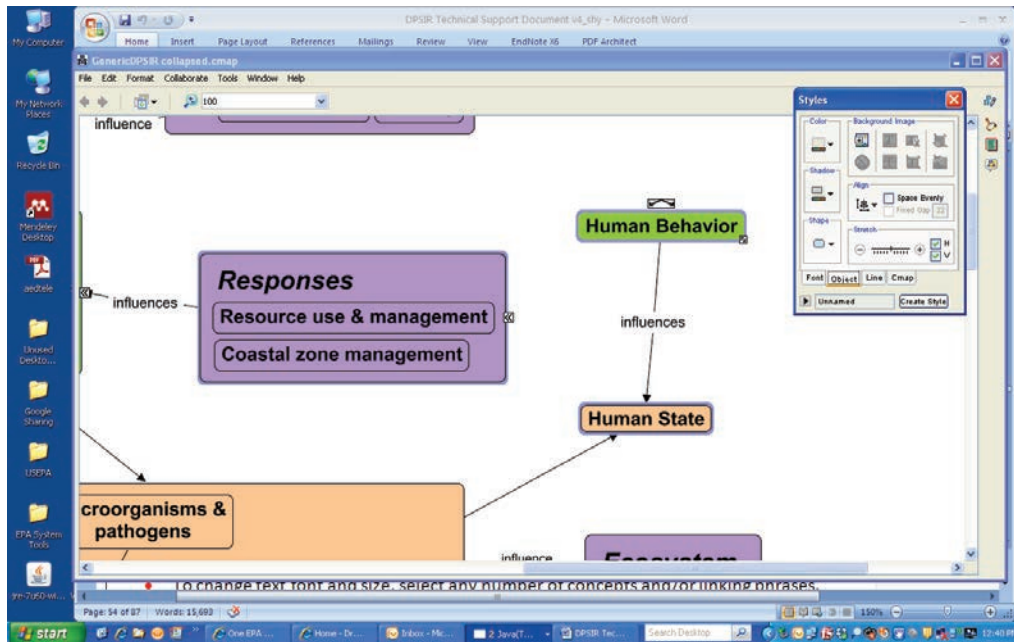 My Computer
My Network
Places
Recycle Bin
Mendeley
Desktop
aedtele
Unused
Deskto...
Google
Sharing
USEPA
EPA System
Tools
DPSIR Technical Support Document v4_shy - Microsoft Word
Home Insert Page Layout References Mailings Review View EndNote X6 PDF Architect
GenericDPSIR collapsed.cmap
File Edit Format Collaborate Tools Window Help
100
influence
Responses
Resource use & management
Coastal zone management
influences
Human Behavior
influences
Human State
croorganisms &
pathogens
influence
Ecosystem
Styles
Color
Background Image
Shadow
Align
Space Evenly
Fixed Gap 22
Shape
Stretch
H
V
Font Object Line Cmap
Unnamed Create Style
To change text font and size, select any number of concepts and/or linking phrases.
Page: 54 of 87 Words: 15,693
150%
start
One EPA ...
Home - Dr...
Inbox - Mic...
2 Java(T...
DPSIR Tec...
Search Desktop